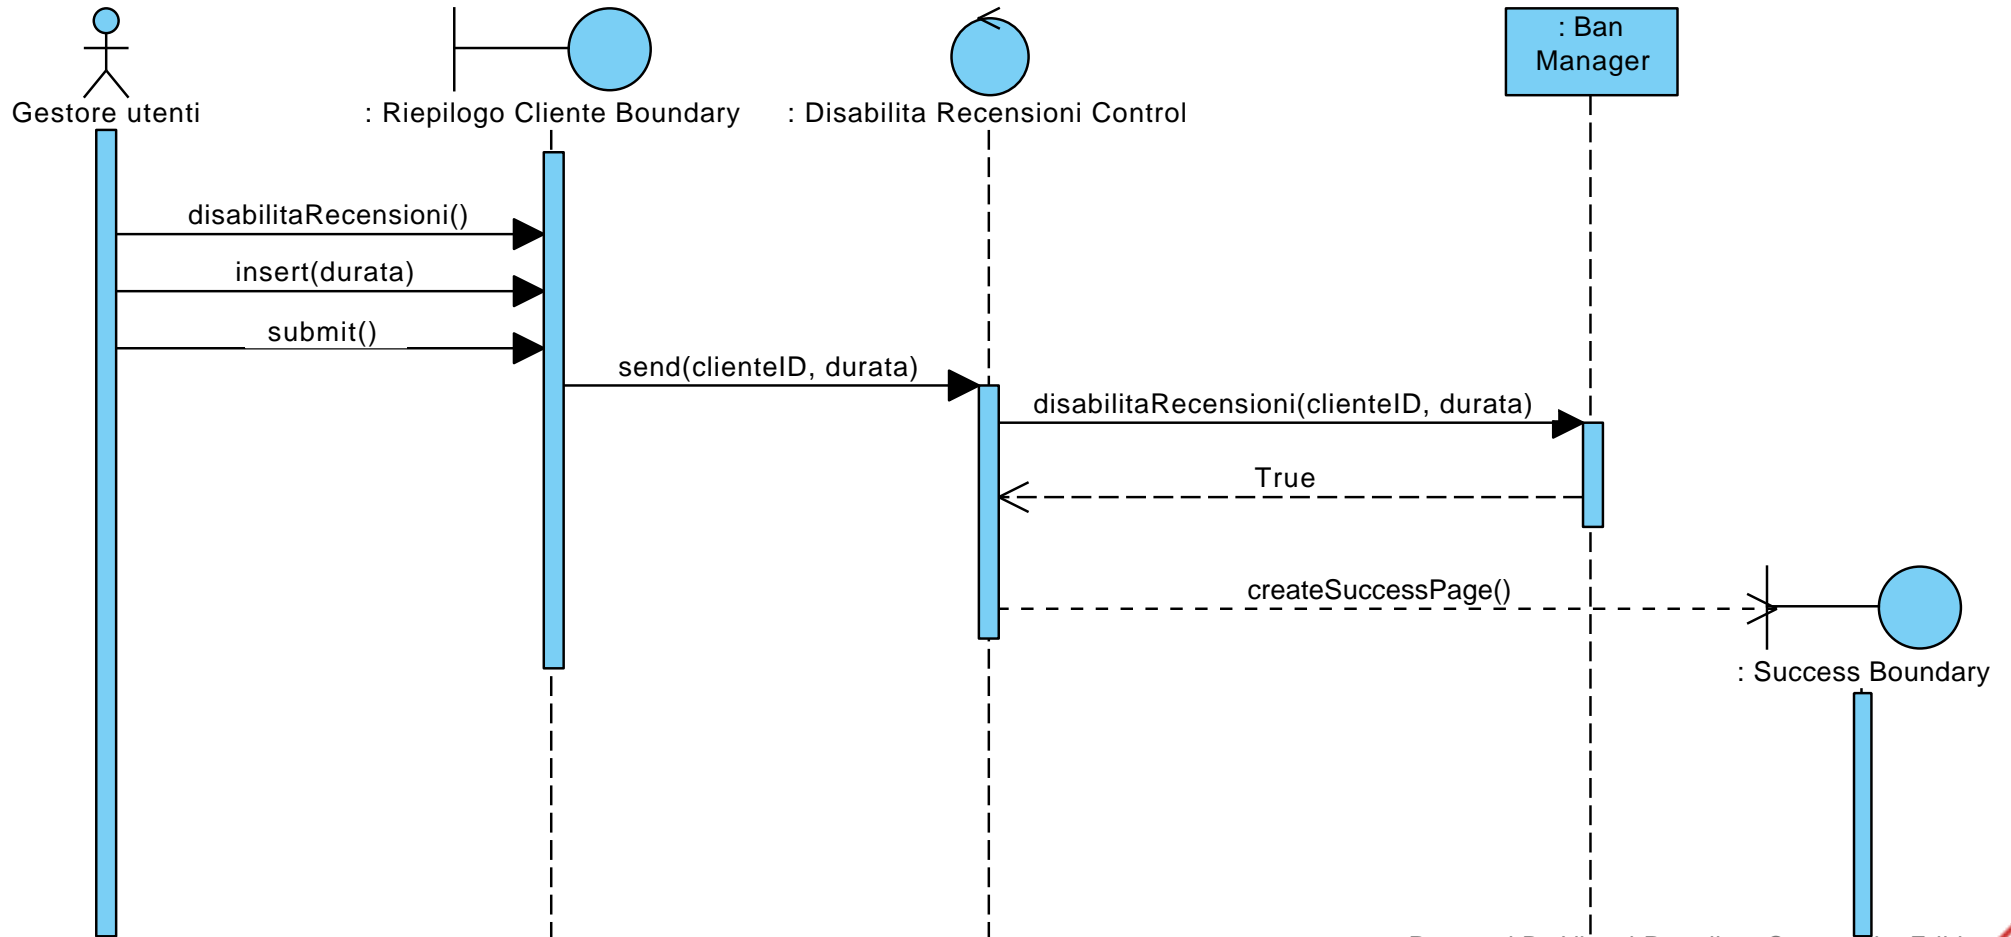 : Ban
Manager
Gestore utenti
: Riepilogo Cliente Boundary
: Disabilita Recensioni Control
disabilitaRecensioni()
insert(durata)
submit()
send(clienteID, durata)
disabilitaRecensioni(clienteID, durata)
True
createSuccessPage()
: Success Boundary